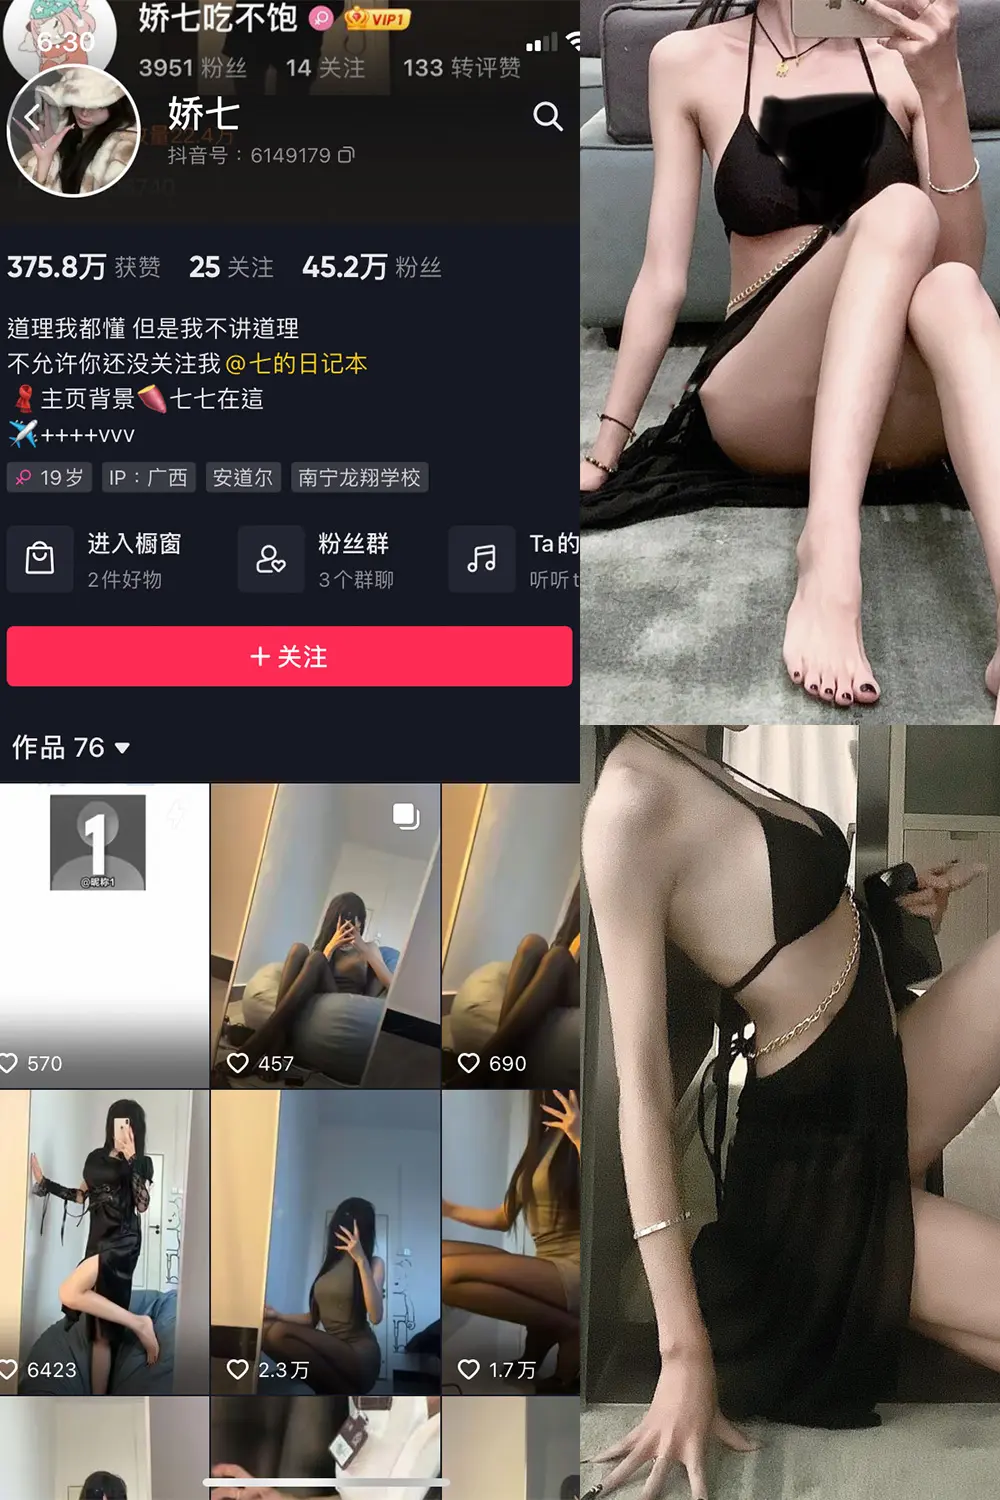 娇七吃不饱 VIP1
6:30
3951 粉丝 14 关注 133 转评赞
娇七
抖音号：6149179
375.8万 获赞 25 关注 45.2万 粉丝
道理我都懂 但是我不讲道理
不允许你还没关注我 @七的日记本
🧣主页背景🍠七七在這
✈️++++vvv
♀ 19岁 IP：广西 安道尔 南宁龙翔学校
进入橱窗 粉丝群 Ta的
2件好物 3个群聊 听听t
+ 关注
作品 76 ▼
1
@昵称1
570 457 690
6423 2.3万 1.7万